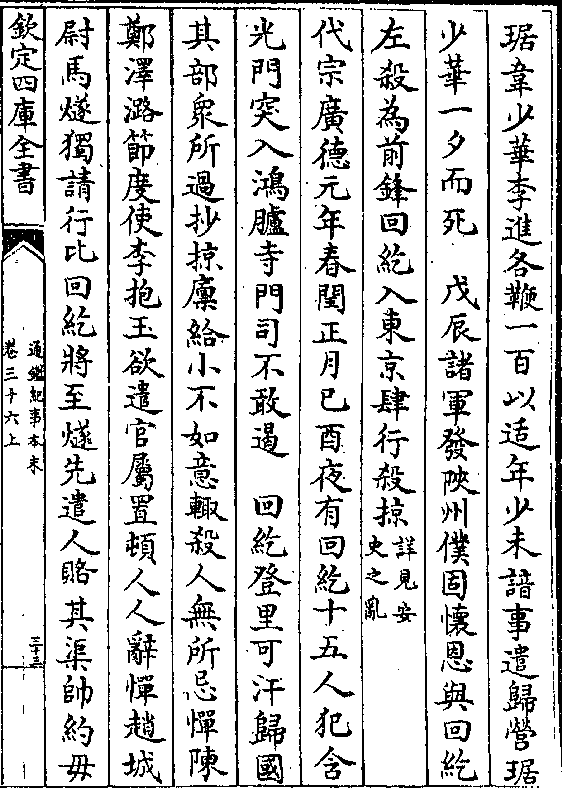 琚韋少華李進各鞭一百以适年少未諳事遣歸營琚
少華一夕而死　戊辰諸軍發陝州僕固懷恩與回紇
左殺為前鋒回紇入東京肆行殺掠詳見安史之亂
代宗廣德元年春閏正月己酉夜有回紇十五人犯含
光門突入鴻臚寺門司不敢遏　回紇登里可汗歸國
其部衆所過抄掠廩給小不如意輙殺人無所忌憚陳
鄭澤潞節度使李抱玉欲遣官屬置頓人人辭憚趙城
尉馬燧獨請行比回紇將至燧先遣人賂其渠帥約毋
欽定四庫全書
通鑑紀事本末
卷三十六上
三十三